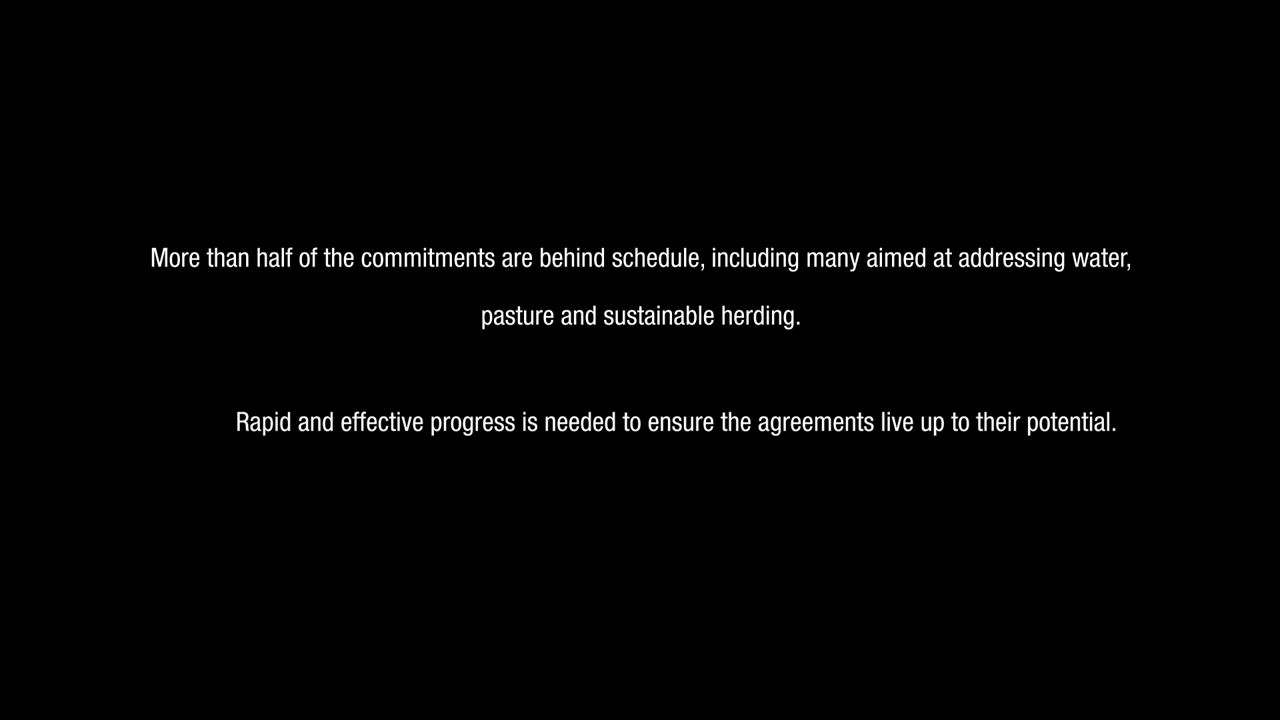 More than half of the commitments are behind schedule, including many aimed at addressing water,
pasture and sustainable herding.
Rapid and effective progress is needed to ensure the agreements live up to their potential.